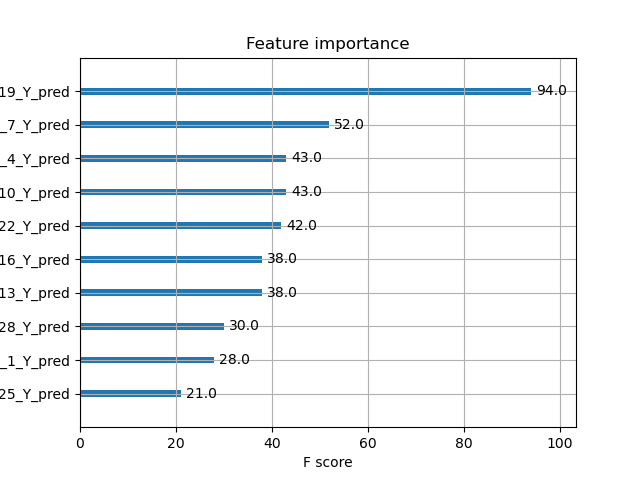 Feature importance
19_Y_pred
94.0
_7_Y_pred
52.0
_4_Y_pred
43.0
10_Y_pred
43.0
22_Y_pred
42.0
16_Y_pred
38.0
13_Y_pred
38.0
28_Y_pred
30.0
_1_Y_pred
28.0
25_Y_pred
21.0
0 20 40 60 80 100
F score